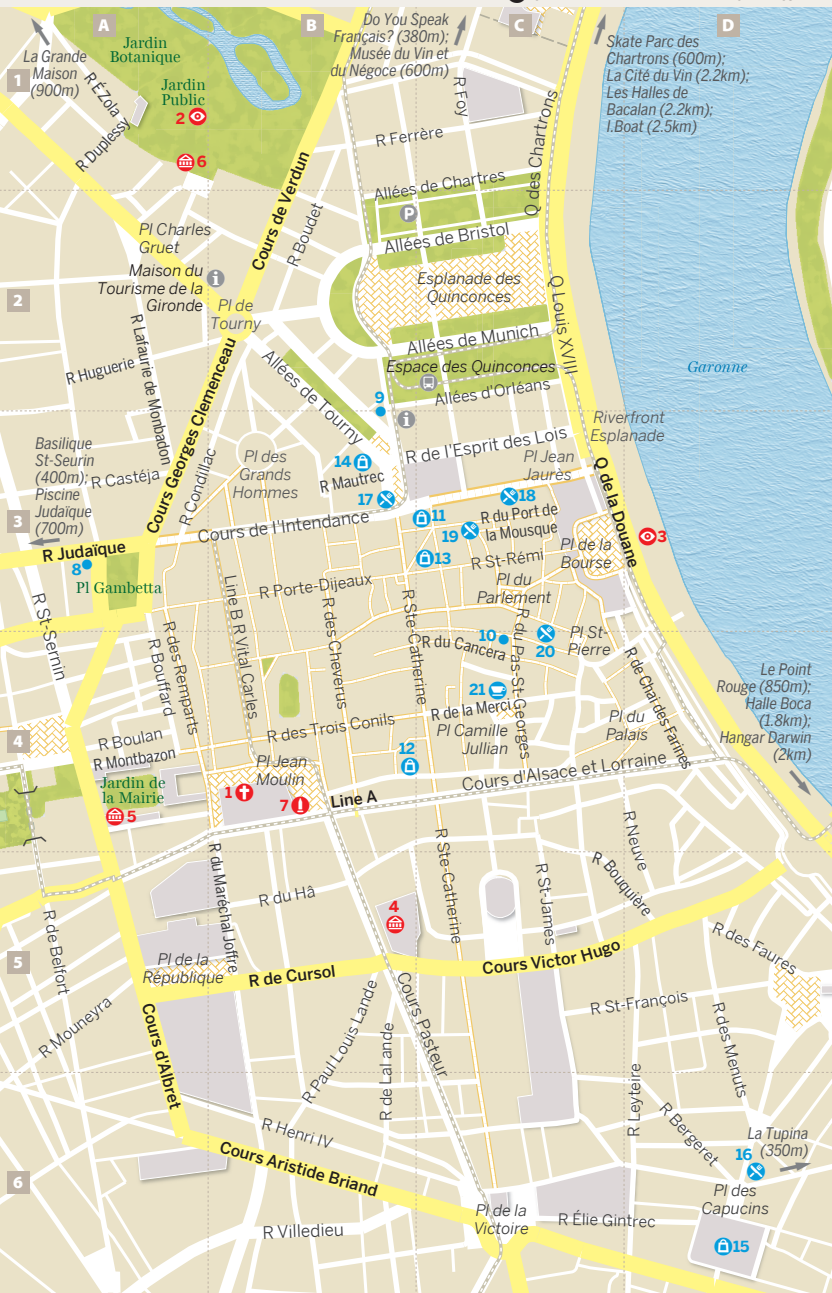 A
B
C
D
1
2
3
4
5
6
La Grande
Maison
(900m)
Jardin
Botanique
Jardin
Public
2
6
R É Zola
R Duplessy
Do You Speak
Français? (380m);
Musée du Vin et
du Négoce (600m)
R Foy
Skate Parc des
Chartrons (600m);
La Cité du Vin (2.2km);
Les Halles de
Bacalan (2.2km);
I.Boat (2.5km)
R Ferrère
Q des Chartrons
Cours de Verdun
Allées de Chartres
P
Allées de Bristol
R Boudet
Pl Charles
Gruet
Maison du
Tourisme de la
Gironde
i
Pl de
Tourny
Esplanade des
Quinconces
Q Louis XVIII
Allées de Munich
Espace des Quinconces
Allées d'Orléans
Garonne
R Huguerie
R Lafaurie de Monbadon
Cours Georges Clemenceau
Allées de Tourny
9
i
Riverfront
Esplanade
Basilique
St-Seurin
(400m);
Piscine
Judaïque
(700m)
R Castéja
R Condillac
Pl des
Grands
Hommes
14
R Mautrec
17
R de l'Esprit des Lois
Pl Jean
Jaurès
Q de la Douane
18
11
R du Port de
la Mousque
19
Cours de l'Intendance
13
R St-Rémi
Pl de la
Bourse
3
R Judaïque
8
Pl Gambetta
Pl du
Parlement
R Porte-Dijeaux
Line B
R Vital Carles
R des Cheverus
R Ste-Catherine
R St-Sernin
R Bouffard
R des Remparts
10
R du Cancera
R du Pas-St-Georges
20
Pl St-
Pierre
R de Chai des Farines
21
R de la Merci
Pl Camille
Jullian
Pl du
Palais
Le Point
Rouge (850m);
Halle Boca
(1.8km);
Hangar Darwin
(2km)
R Boulan
R Montbazon
R des Trois Conils
12
Pl Jean
Moulin
Jardin de
la Mairie
5
1
7
Line A
Cours d'Alsace et Lorraine
R du Maréchal Joffre
R du Hâ
4
R Ste-Catherine
R St-James
R Neuve
R Bouquière
R de Belfort
Pl de la
République
R de Cursol
Cours Victor Hugo
R des Faures
R Mouneyra
Cours d'Albret
R Paul Louis Lande
R de Lalande
Cours Pasteur
R St-François
R des Menuts
R Leyteire
R Bergeret
La Tupina
(350m)
16
R Henri IV
Cours Aristide Briand
Pl des
Capucins
Pl de la
Victoire
R Élie Gintrec
R Villedieu
15